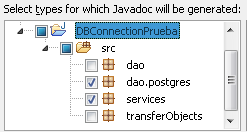 Select types for which Javadoc will be generated:
DBConnectionPrueba
src
dao
dao.postgres
services
transferObjects